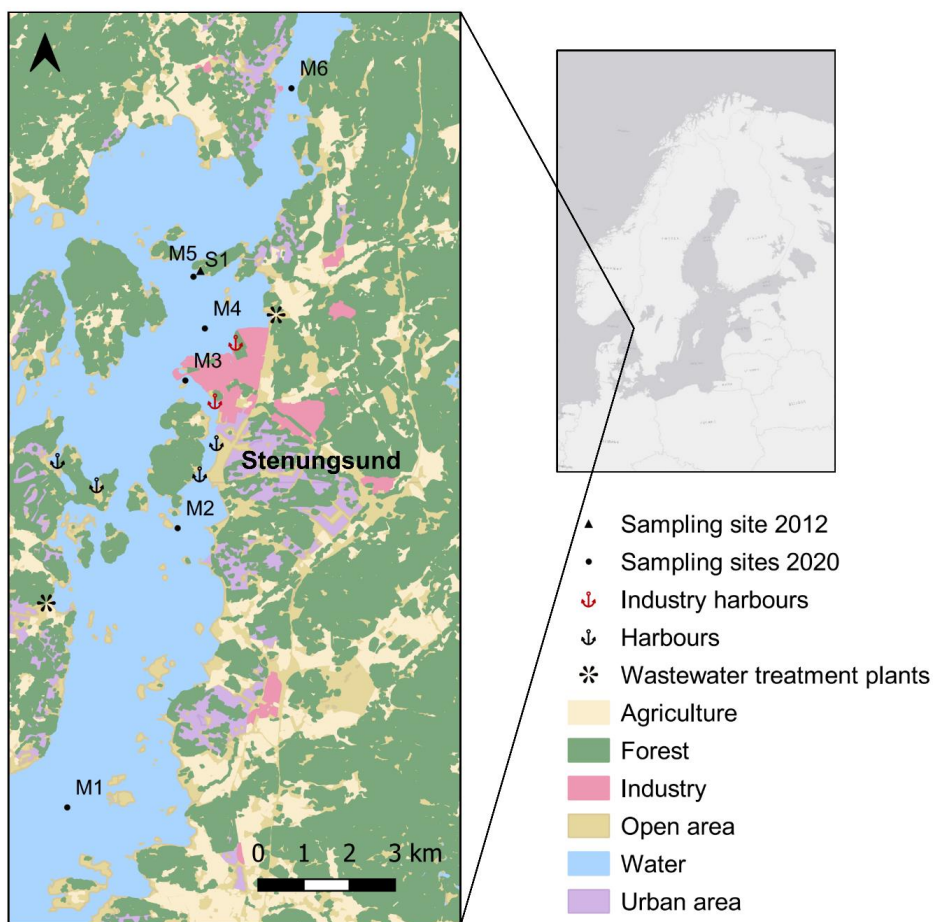 M6
M5
S1
M4
M3
Stenungsund
M2
M1
0 1 2 3 km
Sampling site 2012
Sampling sites 2020
Industry harbours
Harbours
Wastewater treatment plants
Agriculture
Forest
Industry
Open area
Water
Urban area